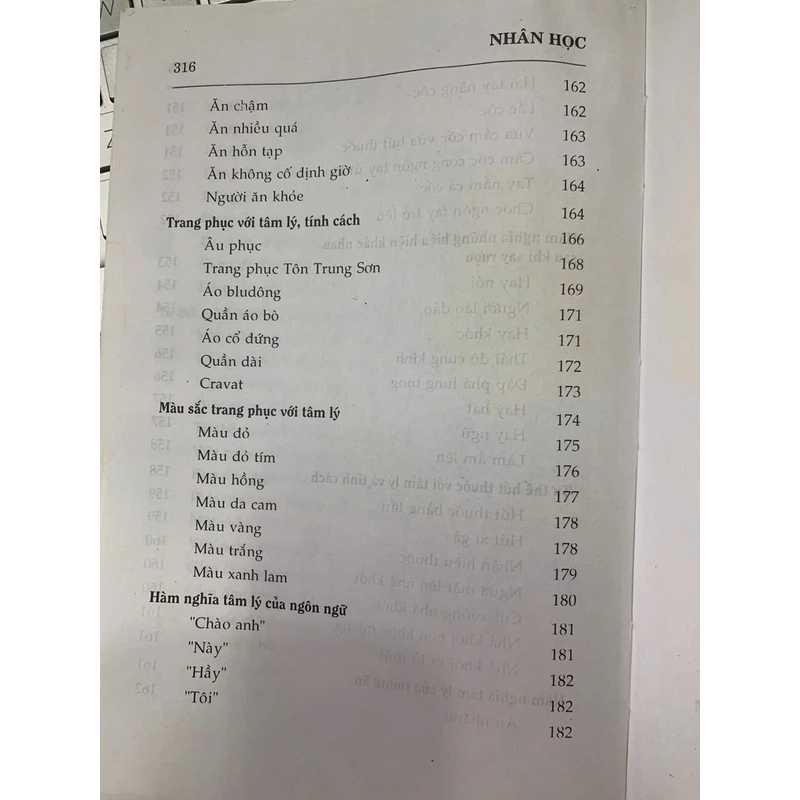 316 NHÂN HỌC
Ăn chậm 162
Ăn nhiều quá 162
Ăn hỗn tạp 163
Ăn không cố định giờ 163
Người ăn khỏe 164
Trang phục với tâm lý, tính cách 164
Âu phục 166
Trang phục Tôn Trung Sơn 168
Áo bludông 169
Quần áo bò 171
Áo cổ dứng 171
Quần dài 172
Cravat 173
Màu sắc trang phục với tâm lý 174
Màu đỏ 175
Màu đỏ tím 176
Màu hồng 177
Màu da cam 178
Màu vàng 178
Màu trắng 179
Màu xanh lam 180
Hàm nghĩa tâm lý của ngôn ngữ 181
"Chào anh" 181
"Này" 182
"Hầy" 182
"Tôi" 182